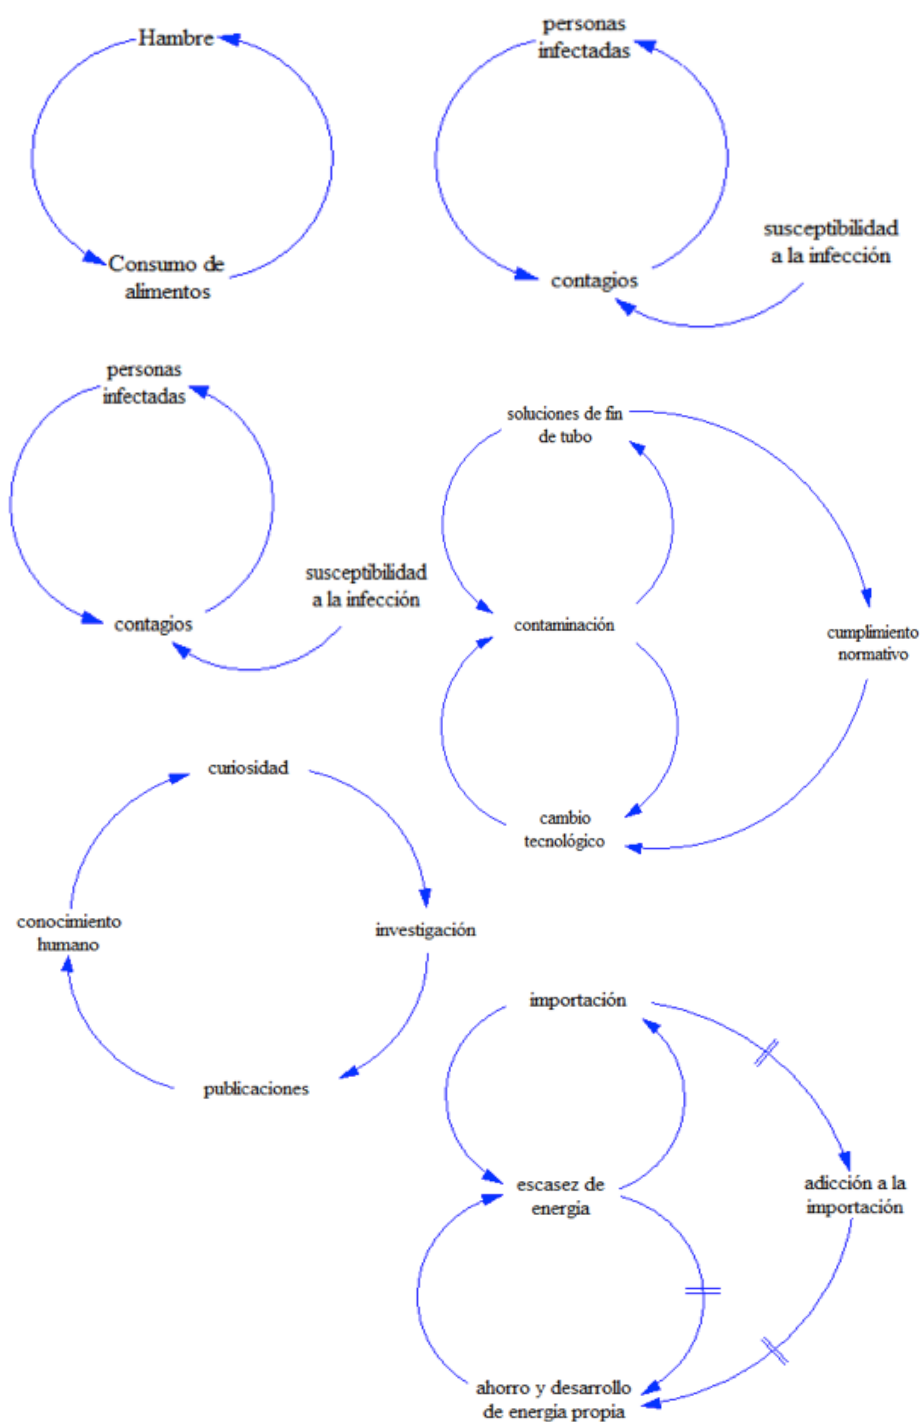 Hambre
Consumo de
alimentos
personas
infectadas
susceptibilidad
a la infección
contagios
personas
infectadas
susceptibilidad
a la infección
contagios
soluciones de fin
de tubo
contaminación
cumplimiento
normativo
cambio
tecnológico
curiosidad
conocimiento
humano
investigación
publicaciones
importación
escasez de
energía
adicción a la
importación
ahorro y desarrollo
de energía propia